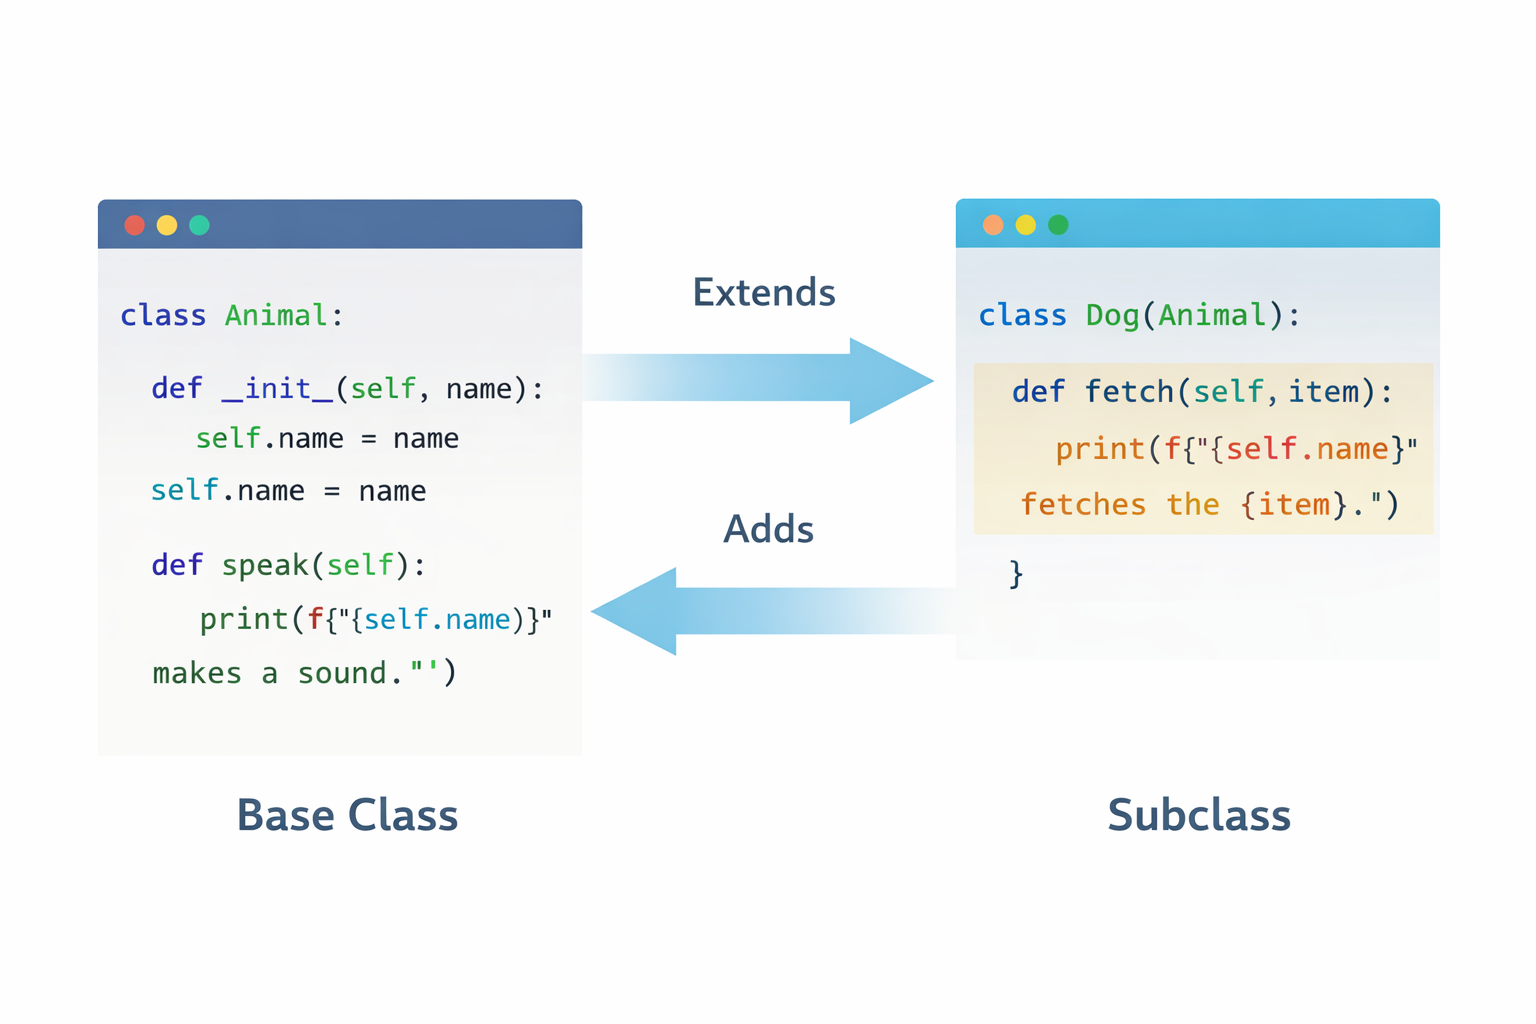 class Animal:
def _init_(self, name):
self.name = name
self.name = name
def speak(self):
print(f{"{self.name)}"
makes a sound."')
Base Class
Extends
Adds
class Dog(Animal):
def fetch(self, item):
print(f{"{self.name}"
fetches the {item}.")
}
Subclass